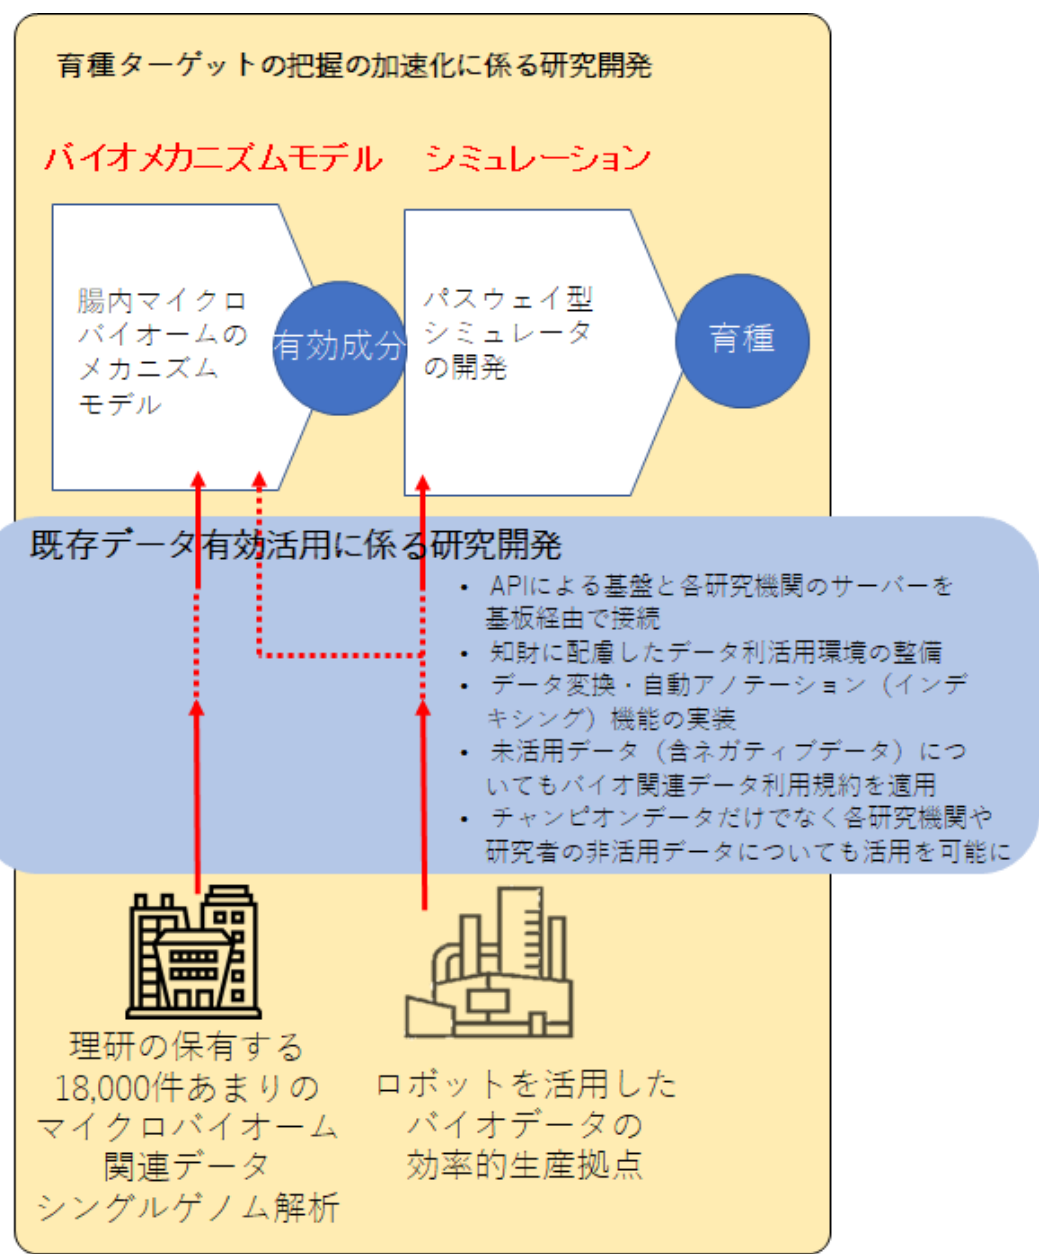 育種ターゲットの把握の加速化に係る研究開発
バイオメカニズムモデル
シミュレーション
腸内マイクロ
バイオームの
メカニズム
モデル
有効成分
パスウェイ型
シミュレータ
の開発
育種
既存データ有効活用に係る研究開発
• APIによる基盤と各研究機関のサーバーを
基板経由で接続
• 知財に配慮したデータ利活用環境の整備
• データ変換・自動アノテーション（インデ
キシング）機能の実装
• 未活用データ（含ネガティブデータ）につ
いてもバイオ関連データ利用規約を適用
• チャンピオンデータだけでなく各研究機関や
研究者の非活用データについても活用を可能に
理研の保有する
18,000件あまりの
マイクロバイオーム
関連データ
シングルゲノム解析
ロボットを活用した
バイオデータの
効率的生産拠点